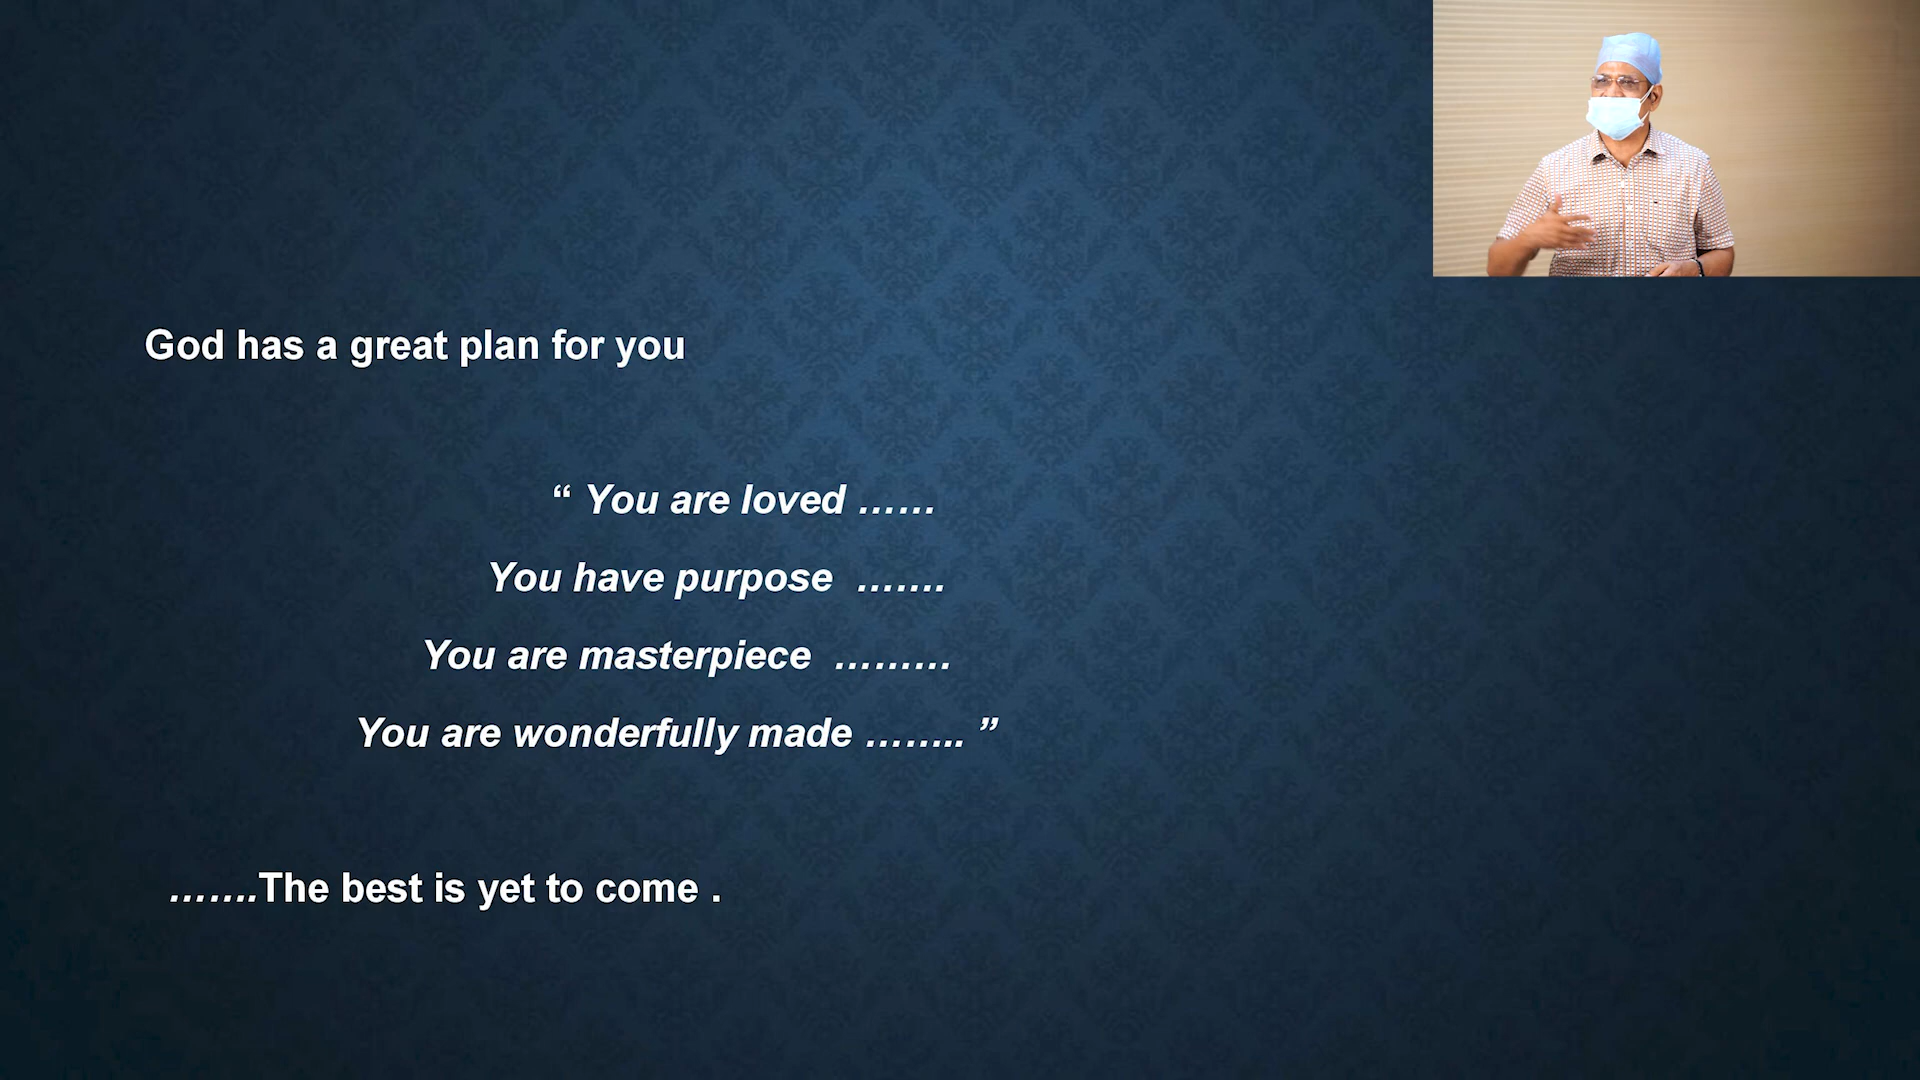 God has a great plan for you
“ You are loved ……
You have purpose  …….
You are masterpiece  ………
You are wonderfully made …….. ”
…….The best is yet to come .